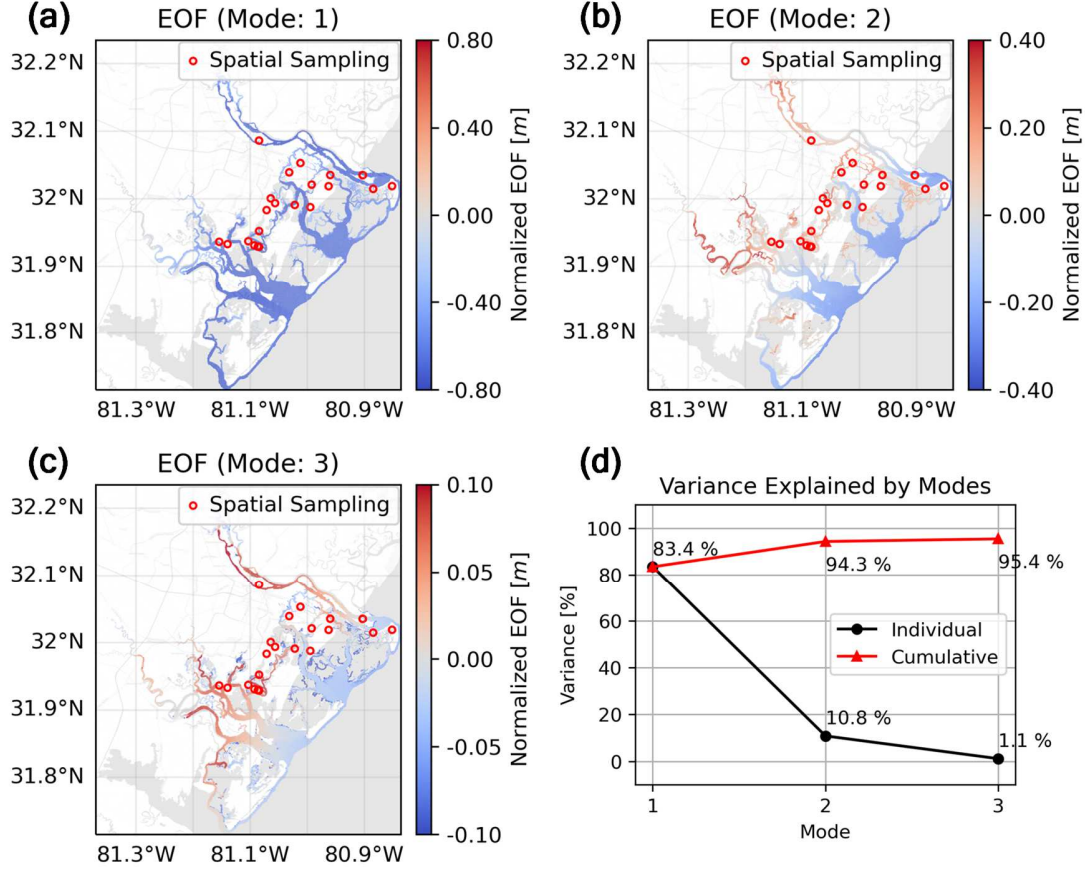 (a)
EOF (Mode: 1)
Spatial Sampling
32.2°N
32.1°N
32°N
31.9°N
31.8°N
81.3°W
81.1°W
80.9°W
0.80
0.40
0.00
-0.40
-0.80
Normalized EOF [m]
(b)
EOF (Mode: 2)
Spatial Sampling
32.2°N
32.1°N
32°N
31.9°N
31.8°N
81.3°W
81.1°W
80.9°W
0.40
0.20
0.00
-0.20
-0.40
Normalized EOF [m]
(c)
EOF (Mode: 3)
Spatial Sampling
32.2°N
32.1°N
32°N
31.9°N
31.8°N
81.3°W
81.1°W
80.9°W
0.10
0.05
0.00
-0.05
-0.10
Normalized EOF [m]
(d)
Variance Explained by Modes
100
80
60
40
20
0
Variance [%]
83.4 %
94.3 %
95.4 %
Individual
Cumulative
10.8 %
1.1 %
1
2
3
Mode